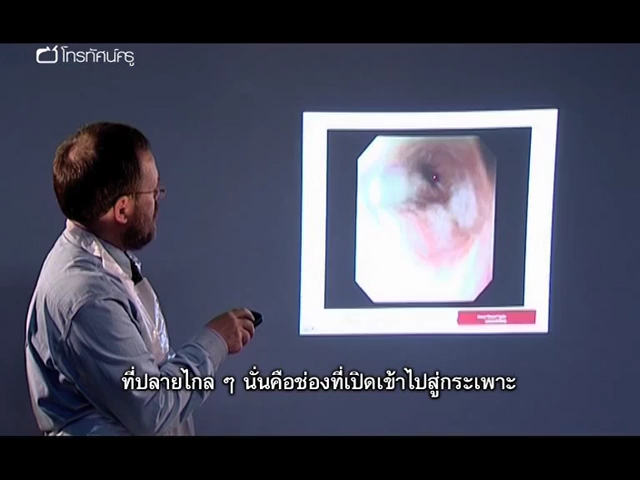 โทรทัศน์ครู
ที่ปลายไกล ๆ นั่นคือช่องที่เปิดเข้าไปสู่กระเพาะ